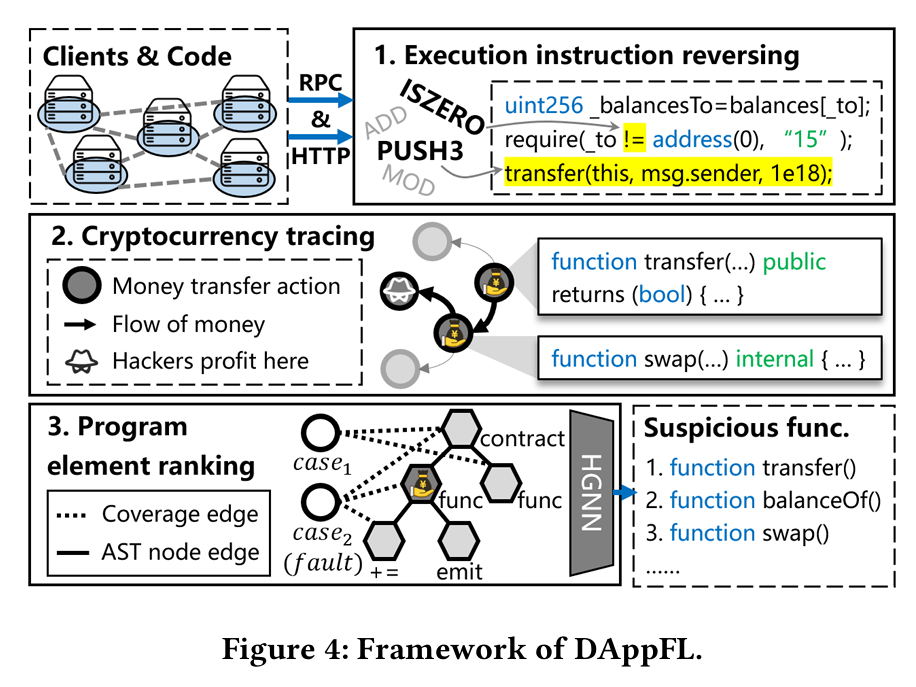 Clients & Code
RPC
&
HTTP
1. Execution instruction reversing
ISZERO
ADD
PUSH3
MOD
uint256 _balancesTo=balances[_to];
require(_to != address(0), “15” );
transfer(this, msg.sender, 1e18);
2. Cryptocurrency tracing
Money transfer action
Flow of money
Hackers profit here
function transfer(...) public
returns (bool) { ... }
function swap(...) internal { ... }
3. Program
element ranking
Coverage edge
AST node edge
case₁
case₂
(fault)
contract
func
func
+=
emit
HGNN
Suspicious func.
1. function transfer()
2. function balanceOf()
3. function swap()
......
Figure 4: Framework of DAppFL.